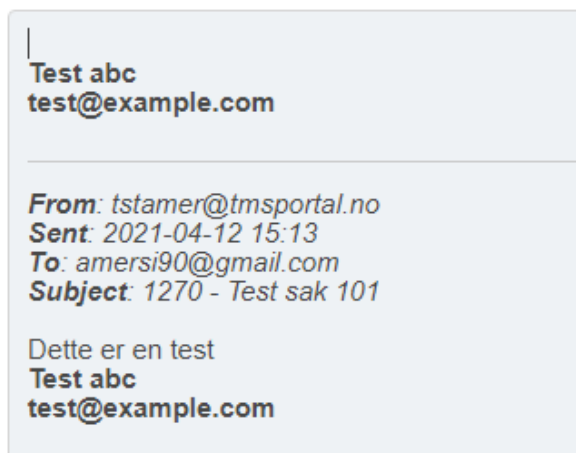 Test abc
test@example.com
From: tstamer@tmsportal.no
Sent: 2021-04-12 15:13
To: amersi90@gmail.com
Subject: 1270 - Test sak 101
Dette er en test
Test abc
test@example.com